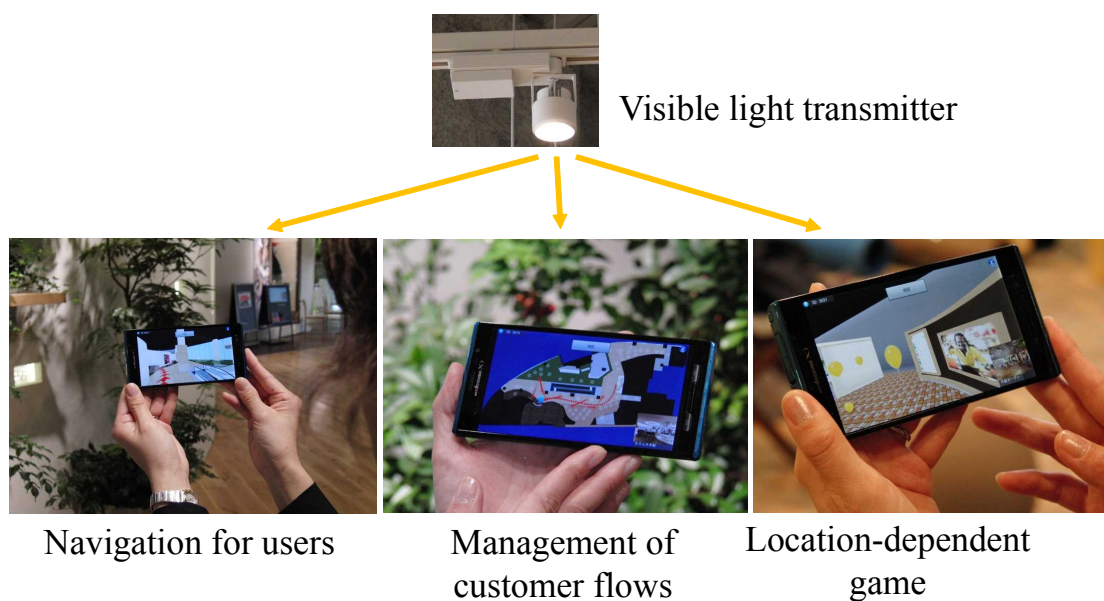 Visible light transmitter
Navigation for users
Management of
customer flows
Location-dependent
game